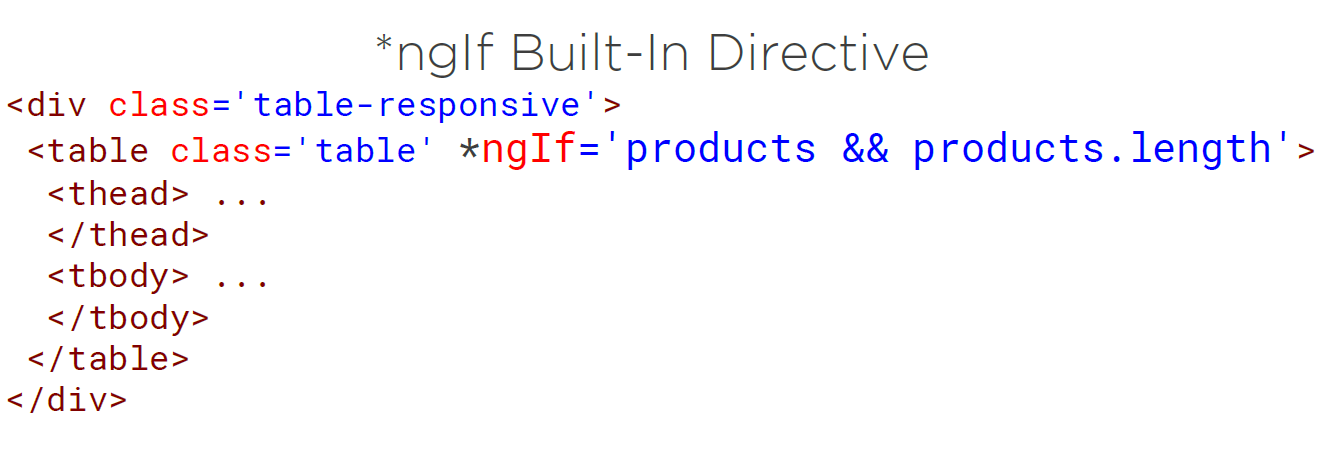 *ngIf Built-In Directive
<div class='table-responsive'>
<table class='table' *ngIf='products && products.length'>
<thead> ...
</thead>
<tbody> ...
</tbody>
</table>
</div>